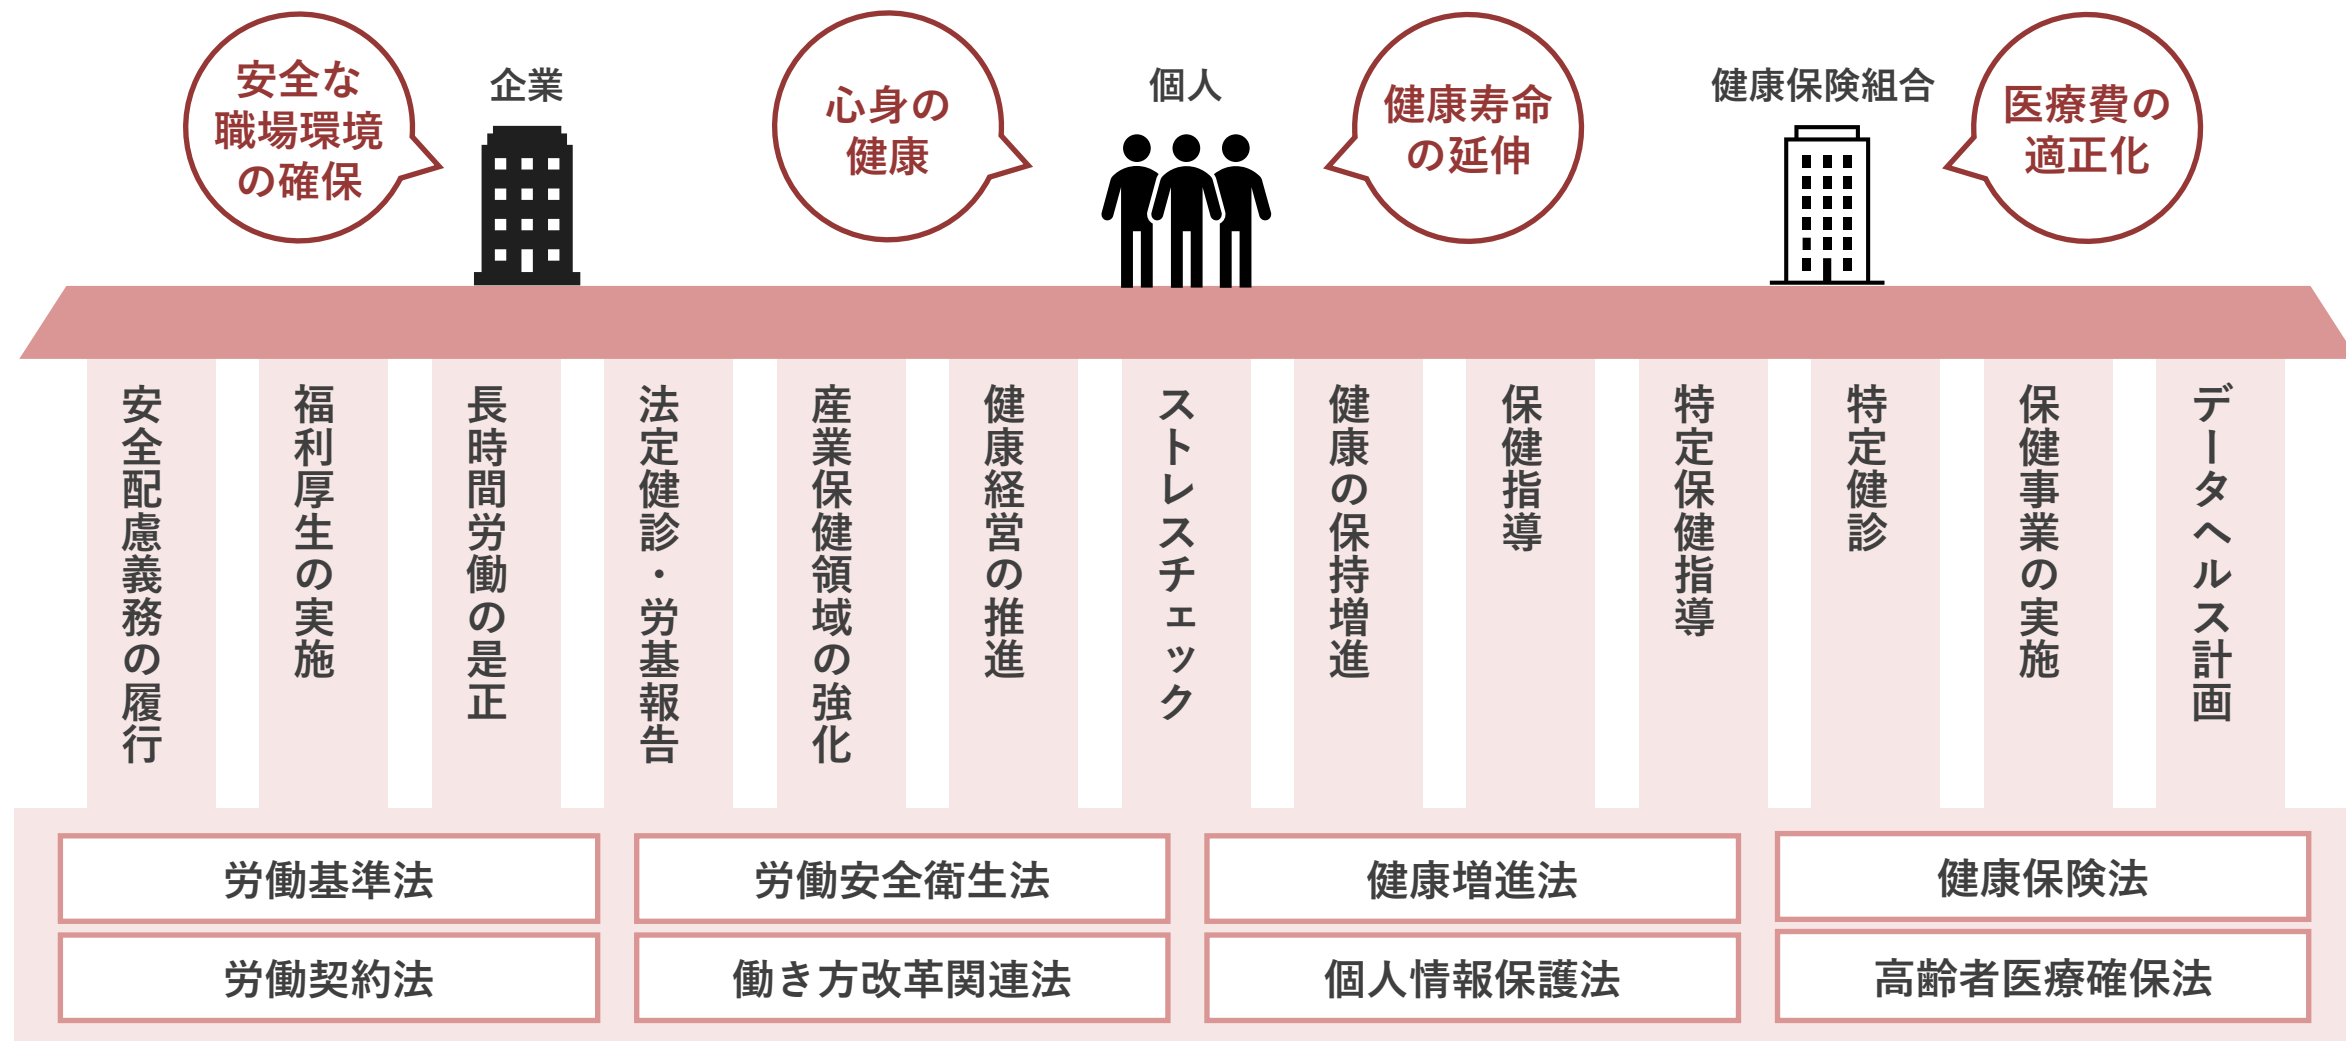 安全な
職場環境
の確保
企業
心身の
健康
個人
健康寿命
の延伸
健康保険組合
医療費の
適正化
安全配慮義務の履行
福利厚生の実施
長時間労働の是正
法定健診・労基報告
産業保健領域の強化
健康経営の推進
ストレスチェック
健康の保持増進
保健指導
特定保健指導
特定健診
保健事業の実施
データヘルス計画
労働基準法
労働安全衛生法
健康増進法
健康保険法
労働契約法
働き方改革関連法
個人情報保護法
高齢者医療確保法